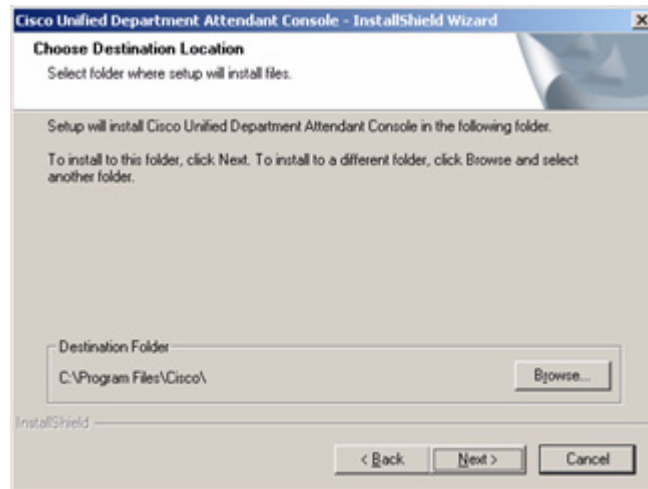 Cisco Unified Department Attendant Console - InstallShield Wizard
Choose Destination Location
Select folder where setup will install files.
Setup will install Cisco Unified Department Attendant Console in the following folder.
To install to this folder, click Next. To install to a different folder, click Browse and select
another folder.
Destination Folder
C:\Program Files\Cisco\
Browse...
InstallShield
< Back
Next >
Cancel